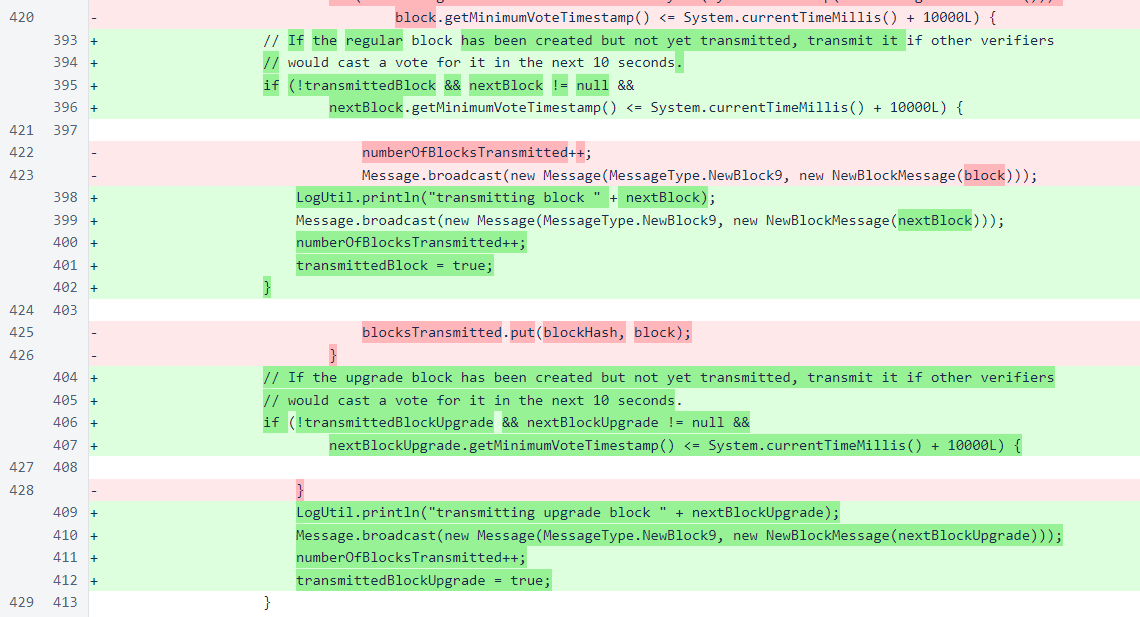 420 - block.getMinimumVoteTimestamp() <= System.currentTimeMillis() + 10000L) {
393 + // If the regular block has been created but not yet transmitted, transmit it if other verifiers
394 + // would cast a vote for it in the next 10 seconds.
395 + if (!transmittedBlock && nextBlock != null &&
396 + nextBlock.getMinimumVoteTimestamp() <= System.currentTimeMillis() + 10000L) {
421 397
422 - numberOfBlocksTransmitted++;
423 - Message.broadcast(new Message(MessageType.NewBlock9, new NewBlockMessage(block)));
398 + LogUtil.println("transmitting block " + nextBlock);
399 + Message.broadcast(new Message(MessageType.NewBlock9, new NewBlockMessage(nextBlock)));
400 + numberOfBlocksTransmitted++;
401 + transmittedBlock = true;
402 + }
424 403
425 - blocksTransmitted.put(blockHash, block);
426 - }
404 + // If the upgrade block has been created but not yet transmitted, transmit it if other verifiers
405 + // would cast a vote for it in the next 10 seconds.
406 + if (!transmittedBlockUpgrade && nextBlockUpgrade != null &&
407 + nextBlockUpgrade.getMinimumVoteTimestamp() <= System.currentTimeMillis() + 10000L) {
427 408
428 - }
409 + LogUtil.println("transmitting upgrade block " + nextBlockUpgrade);
410 + Message.broadcast(new Message(MessageType.NewBlock9, new NewBlockMessage(nextBlockUpgrade)));
411 + numberOfBlocksTransmitted++;
412 + transmittedBlockUpgrade = true;
429 413 }